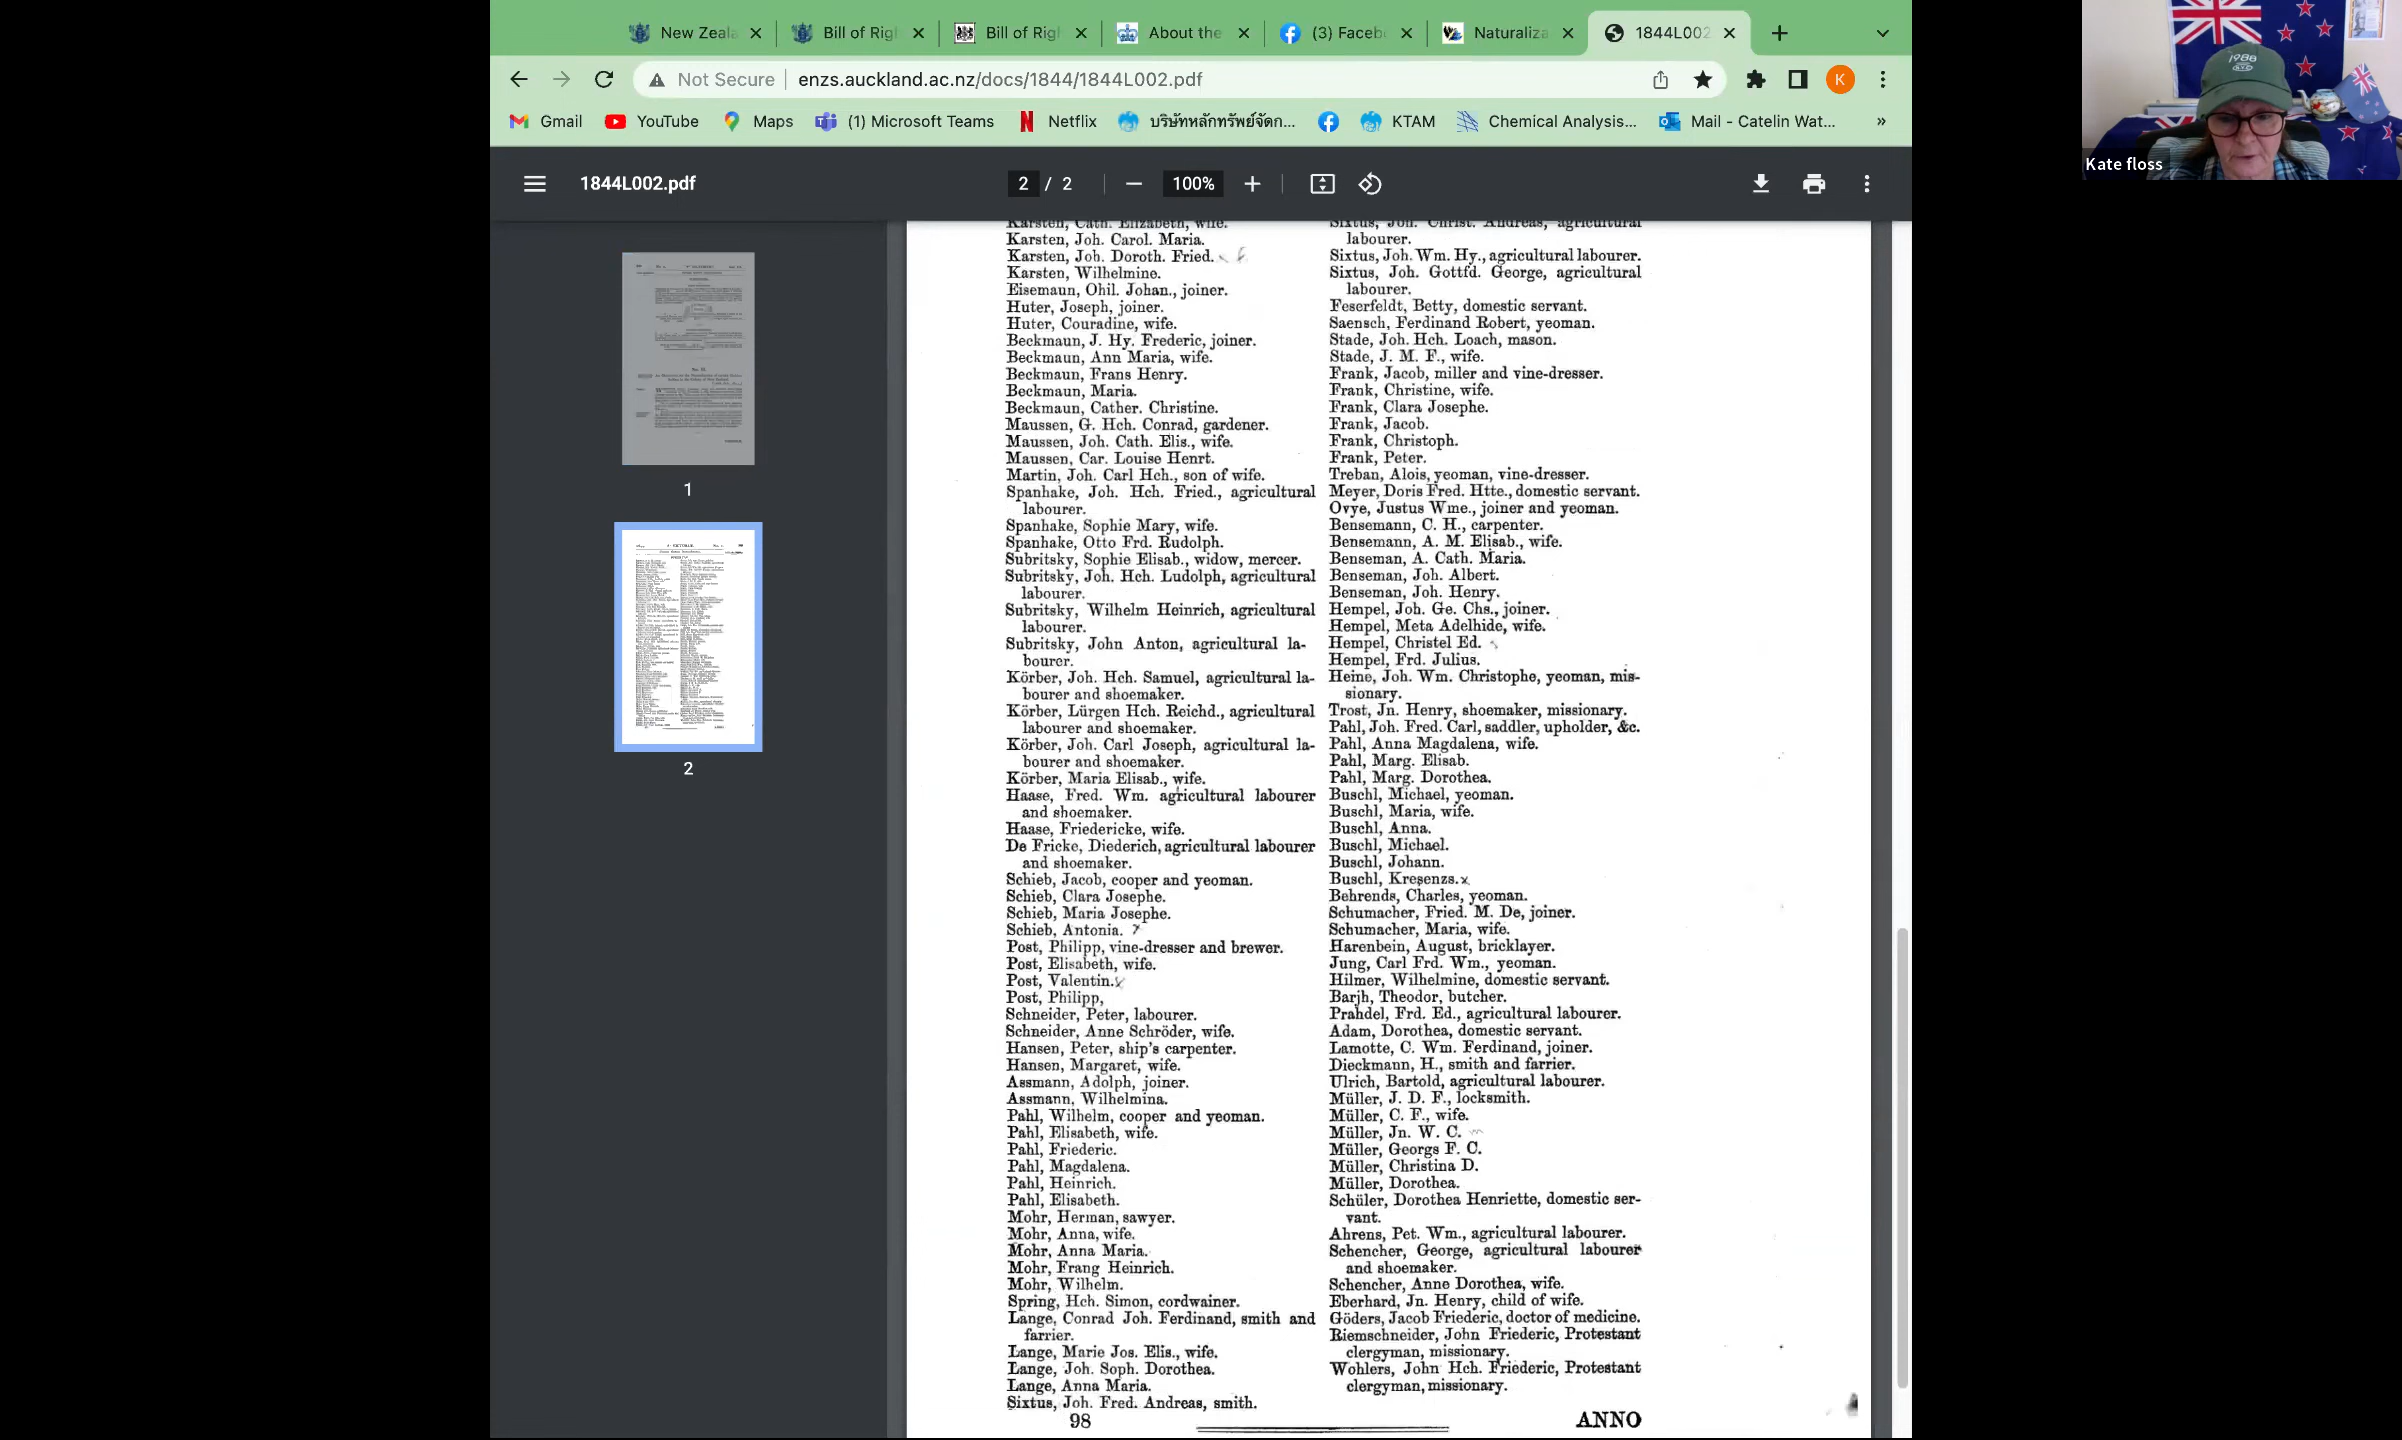 New Zeala
Bill of Rig
Bill of Rig
About the
(3) Facebo
Naturaliza
1844L002
Not Secure
enzs.auckland.ac.nz/docs/1844/1844L002.pdf
Gmail
YouTube
Maps
(1) Microsoft Teams
Netflix
บริษัทหลักทรัพย์จัดก...
KTAM
Chemical Analysis...
Mail - Catelin Wat...
»
K
1988
Kate floss
1844L002.pdf
2 / 2
100%
1
2
Karsten, Cath. Elizabeth, wife.
Karsten, Joh. Carol. Maria.
Karsten, Joh. Doroth. Fried.
Karsten, Wilhelmine.
Eisemaun, Ohil. Johan., joiner.
Huter, Joseph, joiner.
Huter, Couradine, wife.
Beckmaun, J. Hy. Frederic, joiner.
Beckmaun, Ann Maria, wife.
Beckmaun, Frans Henry.
Beckmaun, Maria.
Beckmaun, Cather. Christine.
Maussen, G. Hch. Conrad, gardener.
Maussen, Joh. Cath. Elis., wife.
Maussen, Car. Louise Henrt.
Martin, Joh. Carl Hch., son of wife.
Spanhake, Joh. Hch. Fried., agricultural
labourer.
Spanhake, Sophie Mary, wife.
Spanhake, Otto Frd. Rudolph.
Subritsky, Sophie Elisab., widow, mercer.
Subritsky, Joh. Hch. Ludolph, agricultural
labourer.
Subritsky, Wilhelm Heinrich, agricultural
labourer.
Subritsky, John Anton, agricultural la-
bourer.
Körber, Joh. Hch. Samuel, agricultural la-
bourer and shoemaker.
Körber, Lürgen Hch. Reichd., agricultural
labourer and shoemaker.
Körber, Joh. Carl Joseph, agricultural la-
bourer and shoemaker.
Körber, Maria Elisab., wife.
Haase, Fred. Wm. agricultural labourer
and shoemaker.
Haase, Friedericke, wife.
De Fricke, Diederich, agricultural labourer
and shoemaker.
Schieb, Jacob, cooper and yeoman.
Schieb, Clara Josephe.
Schieb, Maria Josephe.
Schieb, Antonia.
Post, Philipp, vine-dresser and brewer.
Post, Elisabeth, wife.
Post, Valentin.
Post, Philipp,
Schneider, Peter, labourer.
Schneider, Anne Schröder, wife.
Hansen, Peter, ship's carpenter.
Hansen, Margaret, wife.
Assmann, Adolph, joiner.
Assmann, Wilhelmina.
Pahl, Wilhelm, cooper and yeoman.
Pahl, Elisabeth, wife.
Pahl, Friederic.
Pahl, Magdalena.
Pahl, Heinrich.
Pahl, Elisabeth.
Mohr, Herman, sawyer.
Mohr, Anna, wife.
Mohr, Anna Maria.
Mohr, Frang Heinrich.
Mohr, Wilhelm.
Spring, Hch. Simon, cordwainer.
Lange, Conrad Joh. Ferdinand, smith and
farrier.
Lange, Marie Jos. Elis., wife.
Lange, Joh. Soph. Dorothea.
Lange, Anna Maria.
Sixtus, Joh. Fred. Andreas, smith.
Sixtus, Joh. Christ. Andreas, agricultural
labourer.
Sixtus, Joh. Wm. Hy., agricultural labourer.
Sixtus, Joh. Gottfd. George, agricultural
labourer.
Feserfeldt, Betty, domestic servant.
Saensch, Ferdinand Robert, yeoman.
Stade, Joh. Hch. Loach, mason.
Stade, J. M. F., wife.
Frank, Jacob, miller and vine-dresser.
Frank, Christine, wife.
Frank, Clara Josephe.
Frank, Jacob.
Frank, Christoph.
Frank, Peter.
Treban, Alois, yeoman, vine-dresser.
Meyer, Doris Fred. Htte., domestic servant.
Ovye, Justus Wme., joiner and yeoman.
Bensemann, C. H., carpenter.
Bensemann, A. M. Elisab., wife.
Benseman, A. Cath. Maria.
Benseman, Joh. Albert.
Benseman, Joh. Henry.
Hempel, Joh. Ge. Chs., joiner.
Hempel, Meta Adelhide, wife.
Hempel, Christel Ed.
Hempel, Frd. Julius.
Heine, Joh. Wm. Christophe, yeoman, mis-
sionary.
Trost, Jn. Henry, shoemaker, missionary.
Pahl, Joh. Fred. Carl, saddler, upholder, &c.
Pahl, Anna Magdalena, wife.
Pahl, Marg. Elisab.
Pahl, Marg. Dorothea.
Buschl, Michael, yeoman.
Buschl, Maria, wife.
Buschl, Anna.
Buschl, Michael.
Buschl, Johann.
Buschl, Kresenzs.
Behrends, Charles, yeoman.
Schumacher, Fried. M. De, joiner.
Schumacher, Maria, wife.
Harenbein, August, bricklayer.
Jung, Carl Frd. Wm., yeoman.
Hilmer, Wilhelmine, domestic servant.
Barjh, Theodor, butcher.
Prahdel, Frd. Ed., agricultural labourer.
Adam, Dorothea, domestic servant.
Lamotte, C. Wm. Ferdinand, joiner.
Dieckmann, H., smith and farrier.
Ulrich, Bartold, agricultural labourer.
Müller, J. D. F., locksmith.
Müller, C. F., wife.
Müller, Jn. W. C.
Müller, Georgs F. C.
Müller, Christina D.
Müller, Dorothea.
Schüler, Dorothea Henriette, domestic ser-
vant.
Ahrens, Pet. Wm., agricultural labourer.
Schencher, George, agricultural labourer
and shoemaker.
Schencher, Anne Dorothea, wife.
Eberhard, Jn. Henry, child of wife.
Göders, Jacob Friederic, doctor of medicine.
Riemschneider, John Friederic, Protestant
clergyman, missionary.
Wohlers, John Hch. Friederic, Protestant
clergyman, missionary.
98
ANNO